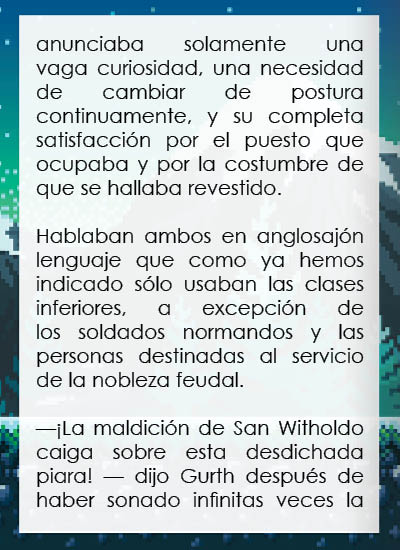 anunciaba solamente una
vaga curiosidad, una necesidad
de cambiar de postura
continuamente, y su completa
satisfacción por el puesto que
ocupaba y por la costumbre de
que se hallaba revestido.
Hablaban ambos en anglosajón
lenguaje que como ya hemos
indicado sólo usaban las clases
inferiores, a excepción de
los soldados normandos y las
personas destinadas al servicio
de la nobleza feudal.
—¡La maldición de San Witholdo
caiga sobre esta desdichada
piara! — dijo Gurth después de
haber sonado infinitas veces la